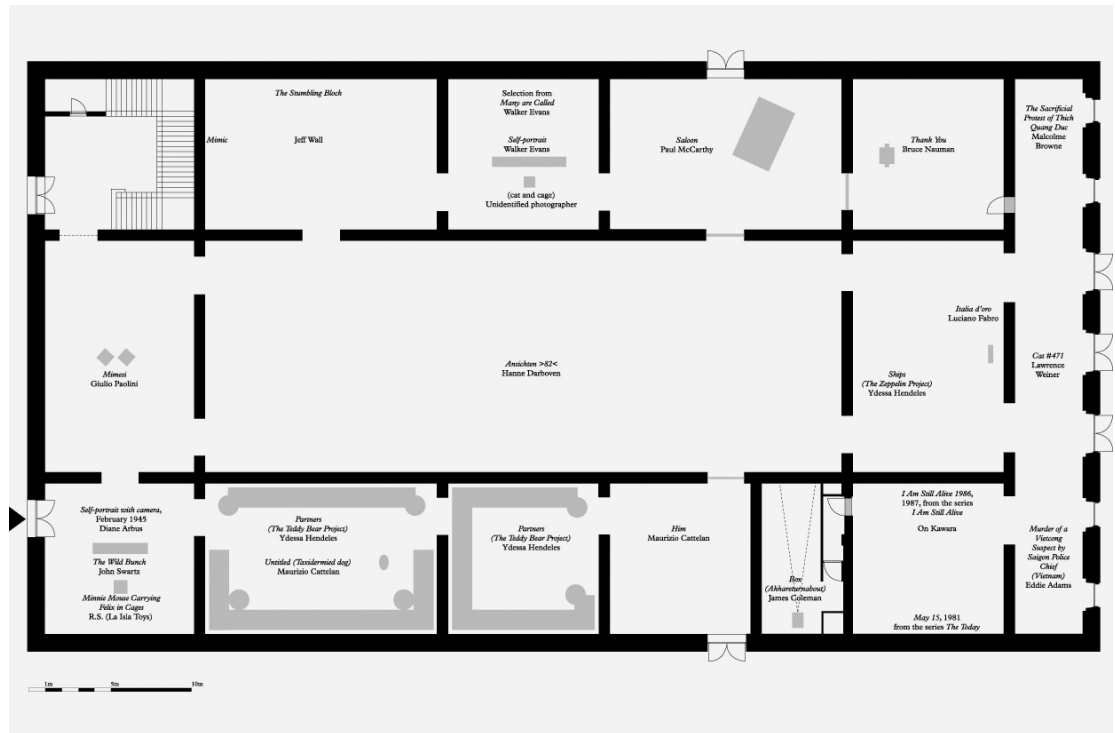 The Stumbling Bloch
Mimic
Jeff Wall
Selection from
Many are Called
Walker Evans
Self-portrait
Walker Evans
(cat and cage)
Unidentified photographer
Saloon
Paul McCarthy
Thank You
Bruce Nauman
The Sacrificial
Protest of Thich
Quang Duc
Malcolme
Browne
Mimesi
Giulio Paolini
Ansichten >82<
Hanne Darboven
Italia d'oro
Luciano Fabro
Ships
(The Zeppelin Project)
Ydessa Hendeles
Cat #471
Lawrence
Weiner
Self-portrait with camera,
February 1945
Diane Arbus
The Wild Bunch
John Swartz
Minnie Mouse Carrying
Felix in Cages
R.S. (La Isla Toys)
Partners
(The Teddy Bear Project)
Ydessa Hendeles
Untitled (Taxidermied dog)
Maurizio Cattelan
Partners
(The Teddy Bear Project)
Ydessa Hendeles
Him
Maurizio Cattelan
Box
(Ahhareturnabout)
James Coleman
I Am Still Alive 1986,
1987, from the series
I Am Still Alive
On Kawara
May 15, 1981
from the series The Today
Murder of a
Vietcong
Suspect by
Saigon Police
Chief
(Vietnam)
Eddie Adams
1m 5m 10m